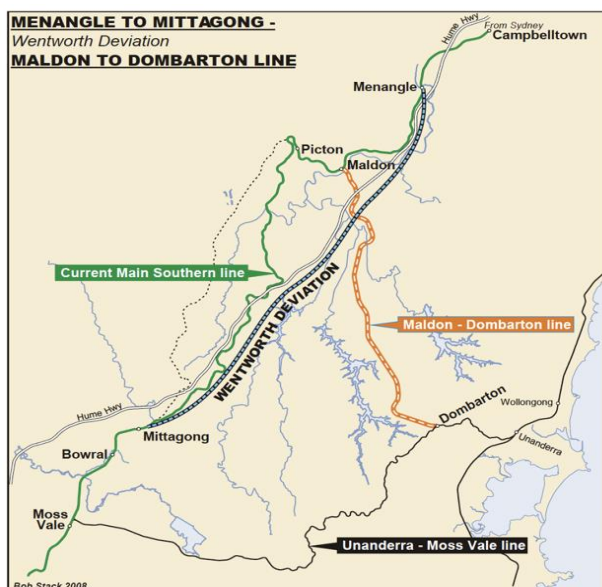 MENANGLE TO MITTAGONG -
Wentworth Deviation
MALDON TO DOMBARTON LINE
Hume Hwy
From Sydney
Campbelltown
Menangle
Picton
Maldon
Current Main Southern line
WENTWORTH DEVIATION
Maldon - Dombarton line
Dombarton
Wollongong
Unanderra
Hume Hwy
Mittagong
Bowral
Moss
Vale
Unanderra - Moss Vale line
Bob Stack 2008